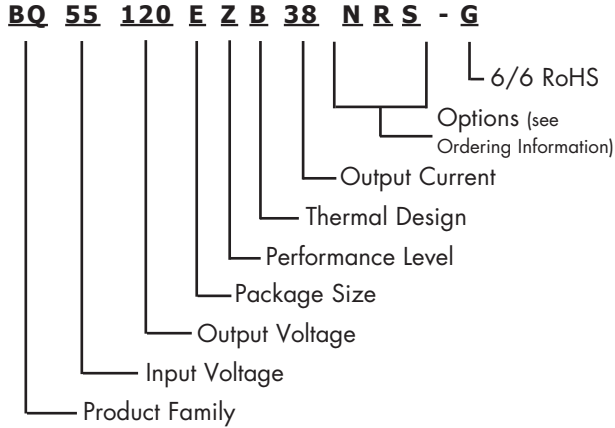 BQ 55 120 E Z B 38 N R S - G
6/6 RoHS
Options (see
Ordering Information)
Output Current
Thermal Design
Performance Level
Package Size
Output Voltage
Input Voltage
Product Family